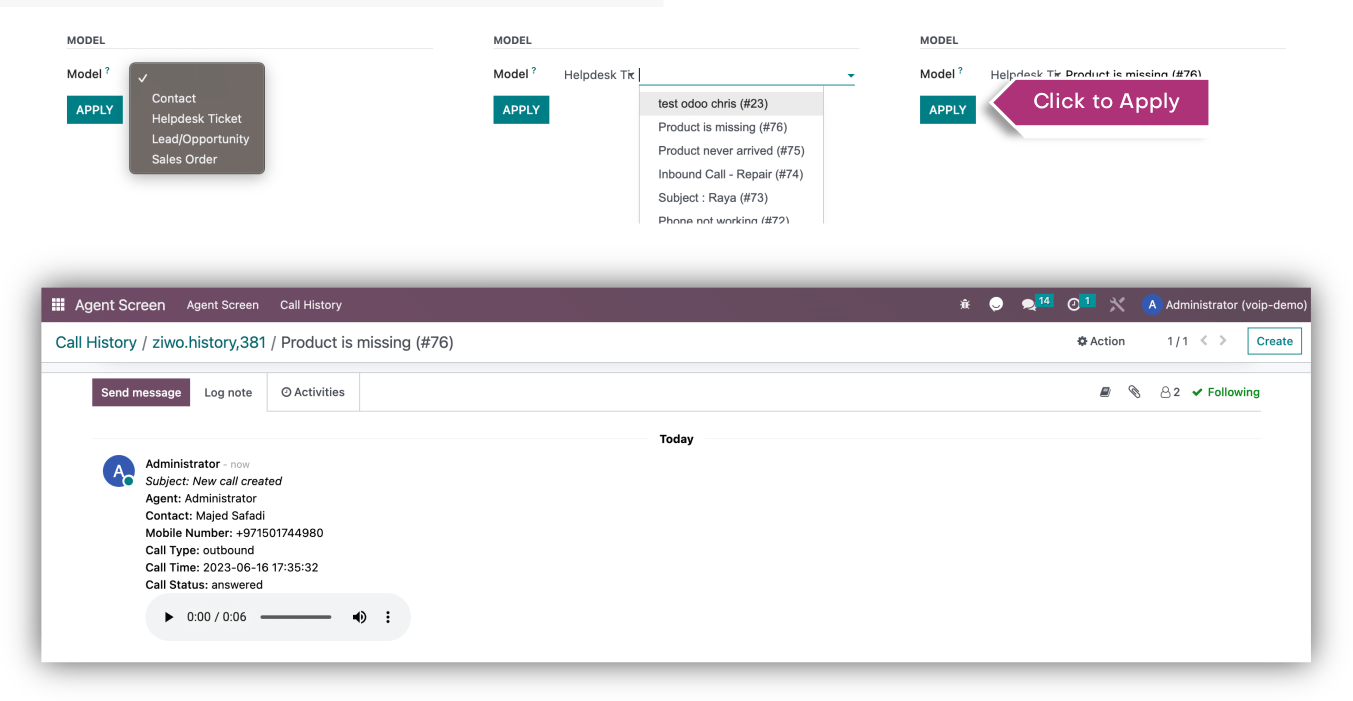 MODEL
Model ?
✓
Contact
Helpdesk Ticket
Lead/Opportunity
Sales Order
APPLY
MODEL
Model ? Helpdesk Tic
test odoo chris (#23)
Product is missing (#76)
Product never arrived (#75)
Inbound Call - Repair (#74)
Subject : Raya (#73)
Phone not working (#72)
APPLY
MODEL
Model ? Helpdesk Tic Product is missing (#76)
APPLY
Click to Apply
Agent Screen Agent Screen Call History 14 1 A Administrator (voip-demo)
Call History / ziwo.history,381 / Product is missing (#76) Action 1 / 1 Create
Send message Log note Activities 2 Following
Today
A Administrator - now
Subject: New call created
Agent: Administrator
Contact: Majed Safadi
Mobile Number: +971501744980
Call Type: outbound
Call Time: 2023-06-16 17:35:32
Call Status: answered
0:00 / 0:06